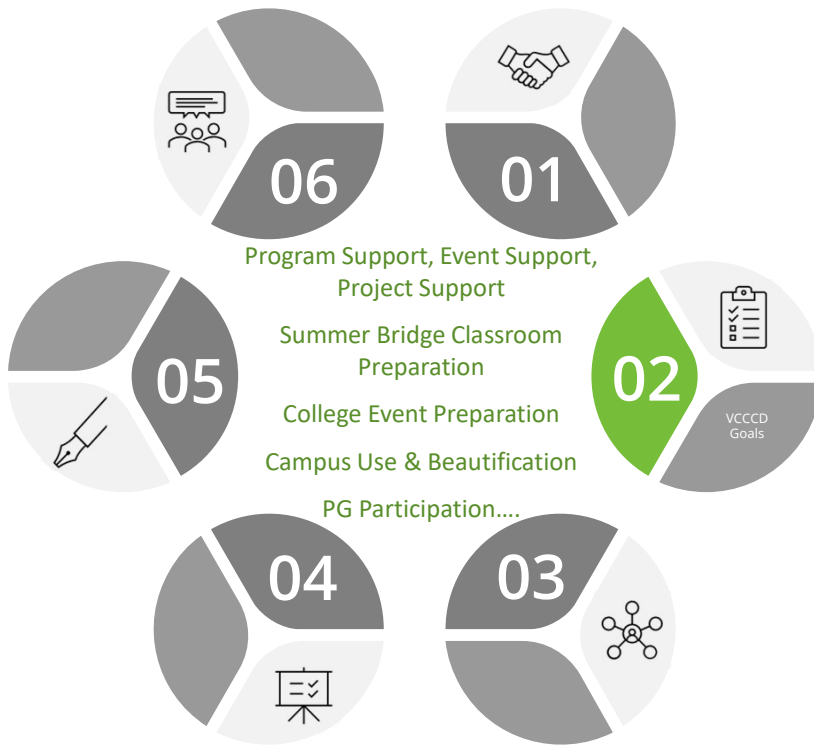 06
01
Program Support, Event Support,
Project Support
Summer Bridge Classroom
Preparation
College Event Preparation
Campus Use & Beautification
PG Participation....
05
02
VCCCD
Goals
04
03